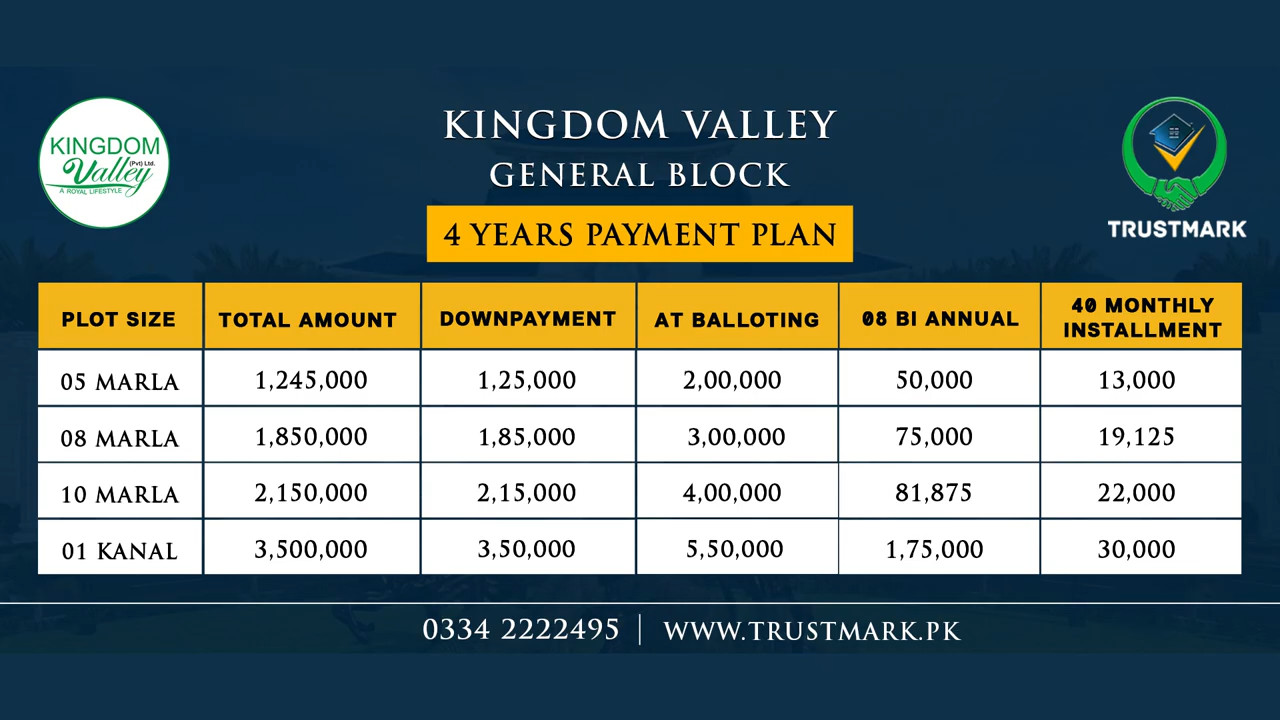 KINGDOM
Valley
(Pvt) Ltd.
A ROYAL LIFESTYLE
KINGDOM VALLEY
GENERAL BLOCK
4 YEARS PAYMENT PLAN
TRUSTMARK
PLOT SIZE TOTAL AMOUNT DOWNPAYMENT AT BALLOTING 08 BI ANNUAL 40 MONTHLY INSTALLMENT
05 MARLA 1,245,000 1,25,000 2,00,000 50,000 13,000
08 MARLA 1,850,000 1,85,000 3,00,000 75,000 19,125
10 MARLA 2,150,000 2,15,000 4,00,000 81,875 22,000
01 KANAL 3,500,000 3,50,000 5,50,000 1,75,000 30,000
0334 2222495 | WWW.TRUSTMARK.PK